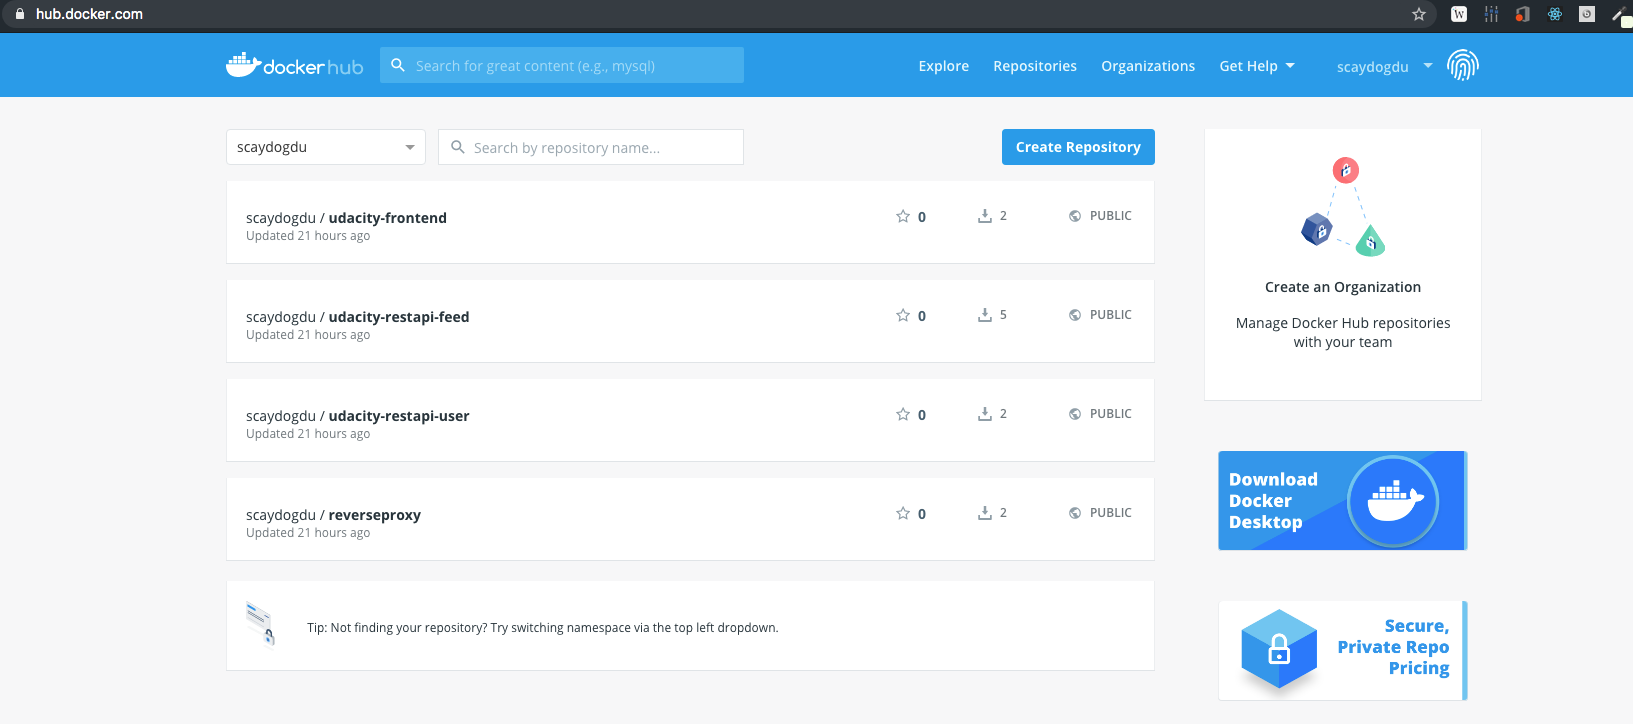 hub.docker.com
W
docker hub
Search for great content (e.g., mysql)
Explore
Repositories
Organizations
Get Help
scaydogdu
scaydogdu
Search by repository name...
Create Repository
scaydogdu / udacity-frontend
Updated 21 hours ago
0
2
PUBLIC
scaydogdu / udacity-restapi-feed
Updated 21 hours ago
0
5
PUBLIC
scaydogdu / udacity-restapi-user
Updated 21 hours ago
0
2
PUBLIC
scaydogdu / reverseproxy
Updated 21 hours ago
0
2
PUBLIC
Tip: Not finding your repository? Try switching namespace via the top left dropdown.
Create an Organization
Manage Docker Hub repositories
with your team
Download
Docker
Desktop
Secure,
Private Repo
Pricing